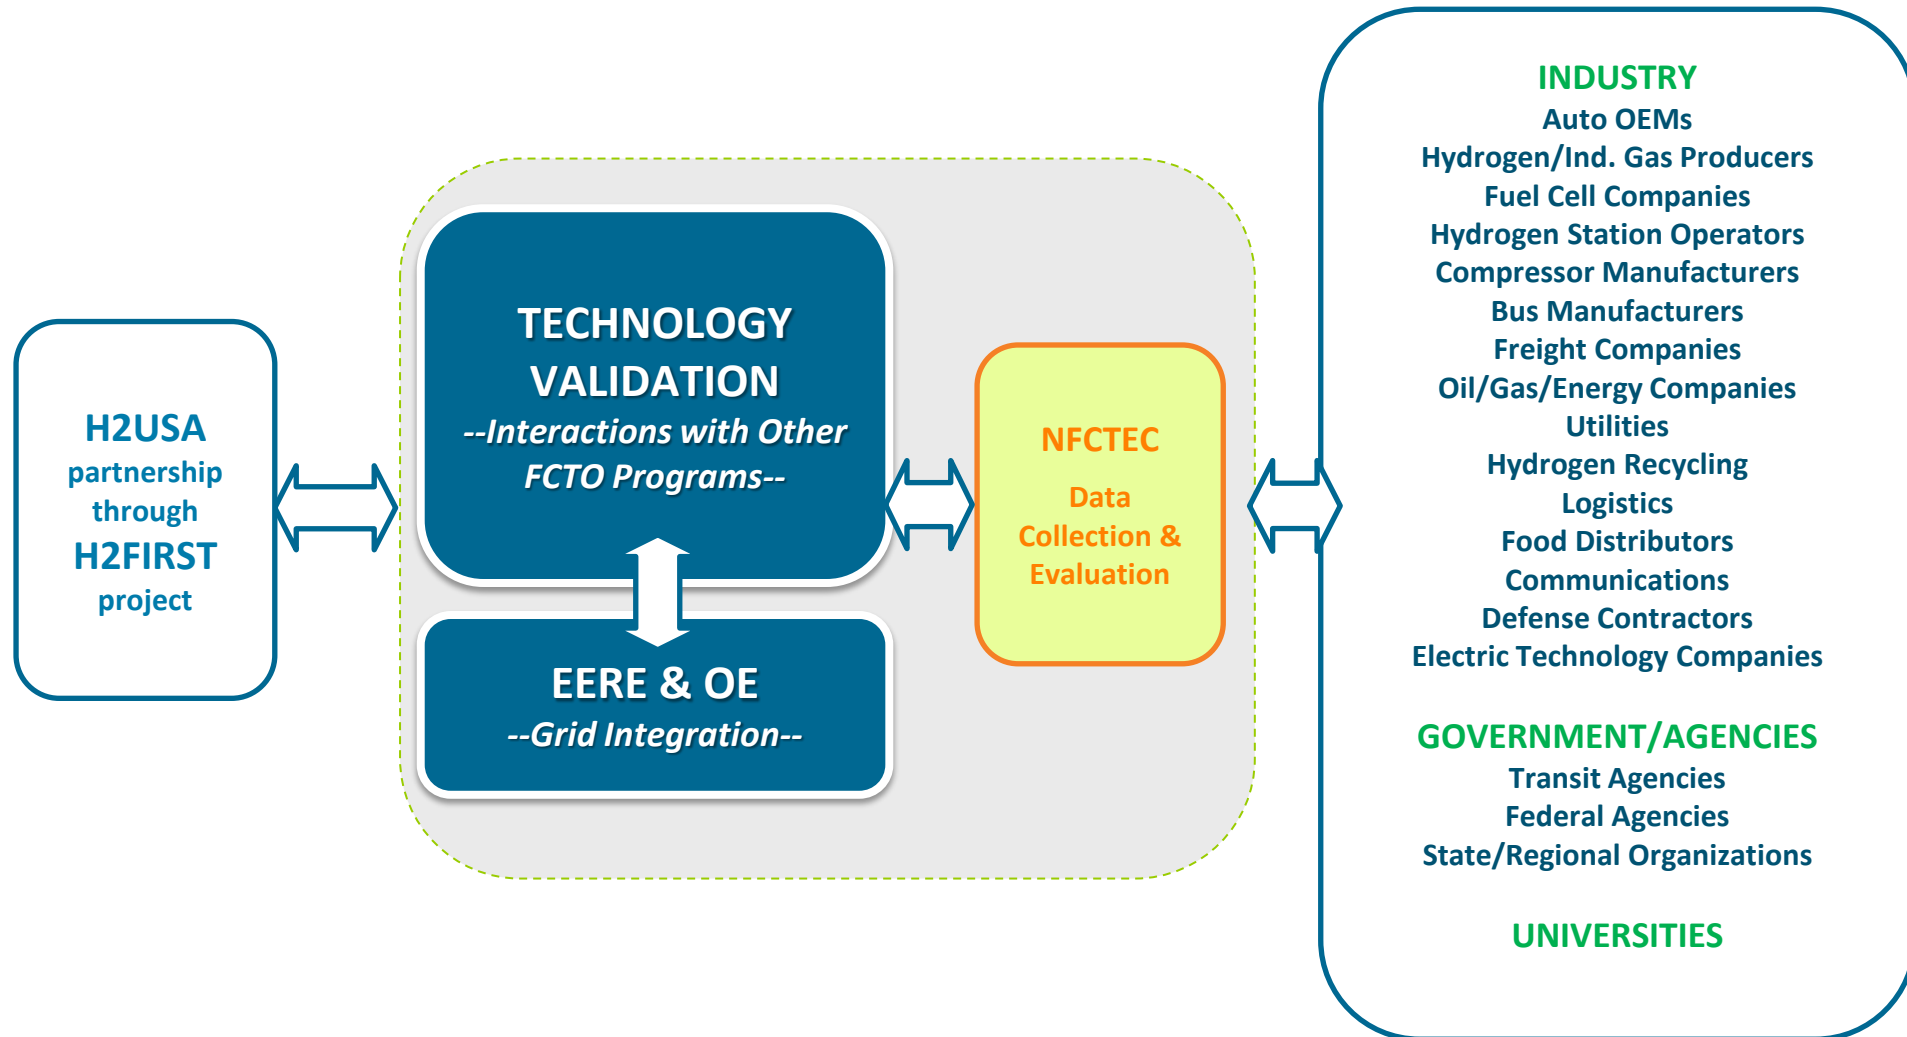 H2USA
partnership
through
H2FIRST
project
TECHNOLOGY
VALIDATION
--Interactions with Other
FCTO Programs--
EERE & OE
--Grid Integration--
NFCTEC
Data
Collection &
Evaluation
INDUSTRY
Auto OEMs
Hydrogen/Ind. Gas Producers
Fuel Cell Companies
Hydrogen Station Operators
Compressor Manufacturers
Bus Manufacturers
Freight Companies
Oil/Gas/Energy Companies
Utilities
Hydrogen Recycling
Logistics
Food Distributors
Communications
Defense Contractors
Electric Technology Companies
GOVERNMENT/AGENCIES
Transit Agencies
Federal Agencies
State/Regional Organizations
UNIVERSITIES